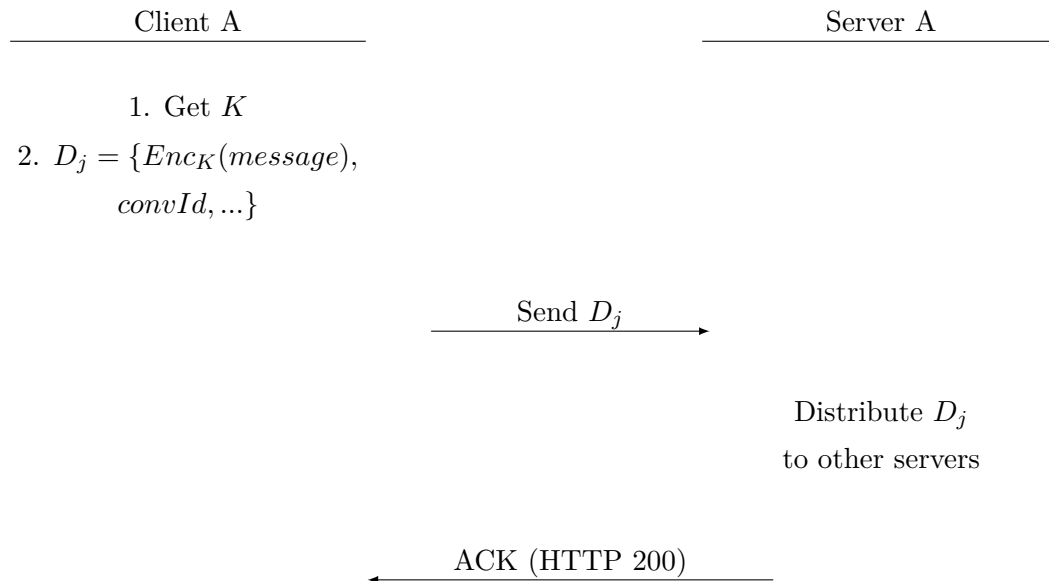 Client A
Server A
1. Get K
2. D_j = {Enc_K(message),
convId, ...}
Send D_j
Distribute D_j
to other servers
ACK (HTTP 200)